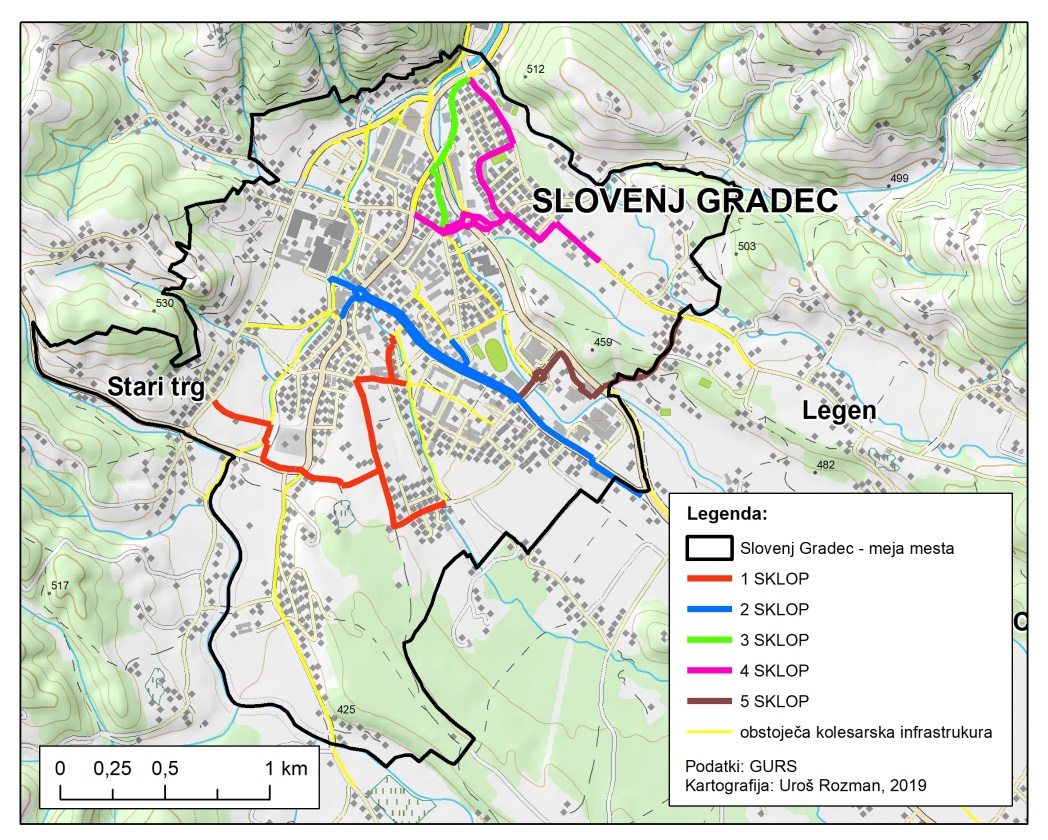 512
499
SLOVENJ GRADEC
503
530
459
Stari trg
Legen
482
Legenda:
Slovenj Gradec - meja mesta
1 SKLOP
2 SKLOP
3 SKLOP
4 SKLOP
5 SKLOP
obstoječa kolesarska infrastrukura
Podatki: GURS
Kartografija: Uroš Rozman, 2019
517
425
0 0,25 0,5 1 km